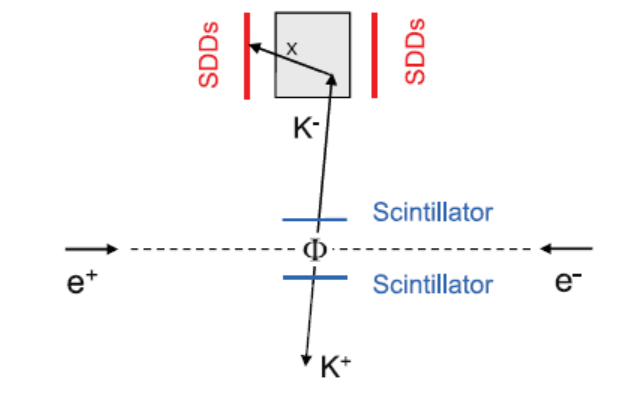 SDDs
x
SDDs
K-
Scintillator
Φ
e+
e-
Scintillator
K+